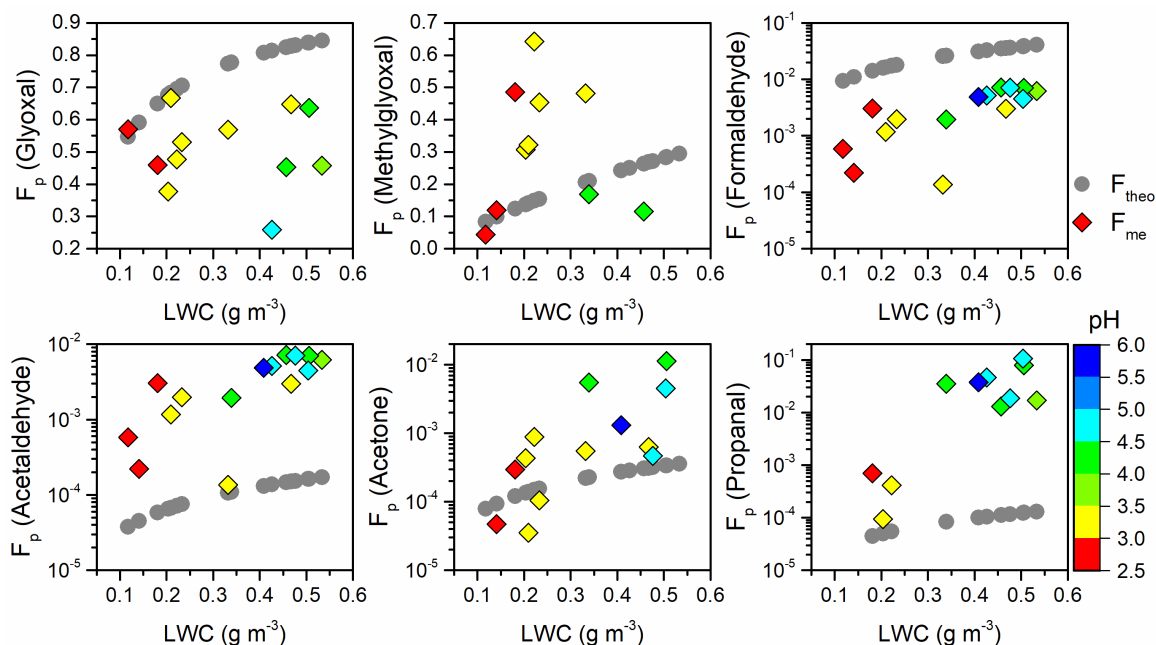 0.9
0.8
0.7
0.6
0.5
0.4
0.3
0.2
0.1 0.2 0.3 0.4 0.5 0.6
F_p (Glyoxal)
LWC (g m⁻³)
0.7
0.6
0.5
0.4
0.3
0.2
0.1
0.0
0.1 0.2 0.3 0.4 0.5 0.6
F_p (Methylglyoxal)
LWC (g m⁻³)
10⁻¹
10⁻²
10⁻³
10⁻⁴
10⁻⁵
0.1 0.2 0.3 0.4 0.5 0.6
F_p (Formaldehyde)
LWC (g m⁻³)
F_theo
F_me
10⁻²
10⁻³
10⁻⁴
10⁻⁵
0.1 0.2 0.3 0.4 0.5 0.6
F_p (Acetaldehyde)
LWC (g m⁻³)
10⁻²
10⁻³
10⁻⁴
10⁻⁵
0.1 0.2 0.3 0.4 0.5 0.6
F_p (Acetone)
LWC (g m⁻³)
10⁻¹
10⁻²
10⁻³
10⁻⁴
10⁻⁵
0.1 0.2 0.3 0.4 0.5 0.6
F_p (Propanal)
LWC (g m⁻³)
pH
6.0
5.5
5.0
4.5
4.0
3.5
3.0
2.5